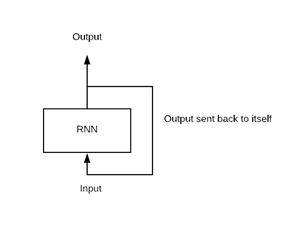 Output
RNN
Output sent back to itself
Input